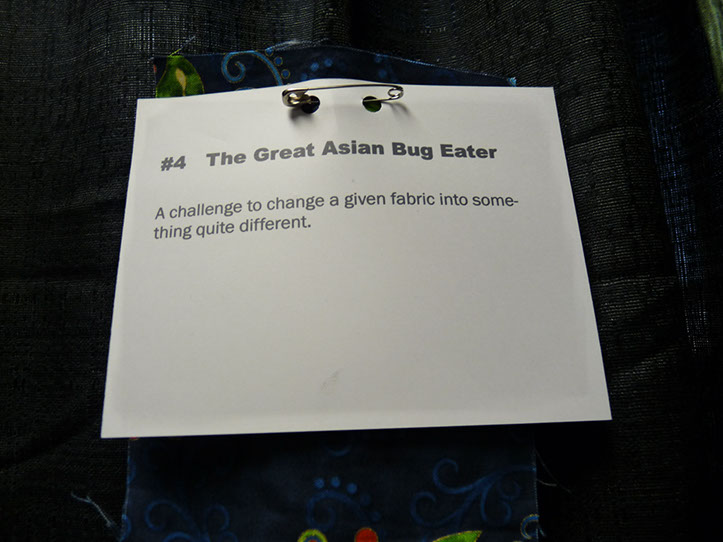 #4 The Great Asian Bug Eater
A challenge to change a given fabric into some-
thing quite different.